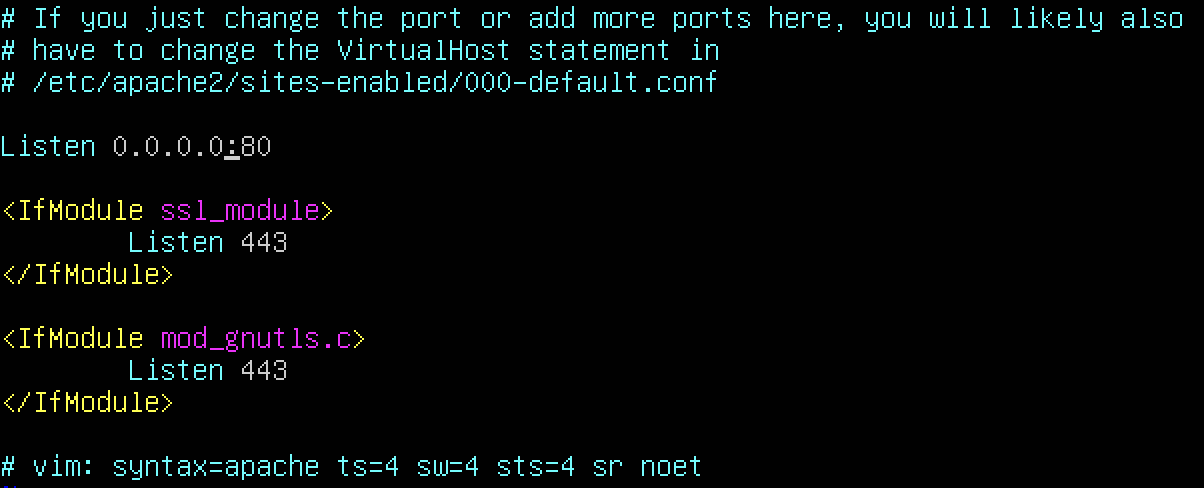 # If you just change the port or add more ports here, you will likely also
# have to change the VirtualHost statement in
# /etc/apache2/sites-enabled/000-default.conf
Listen 0.0.0.0:80
<IfModule ssl_module>
Listen 443
</IfModule>
<IfModule mod_gnutls.c>
Listen 443
</IfModule>
# vim: syntax=apache ts=4 sw=4 sts=4 sr noet